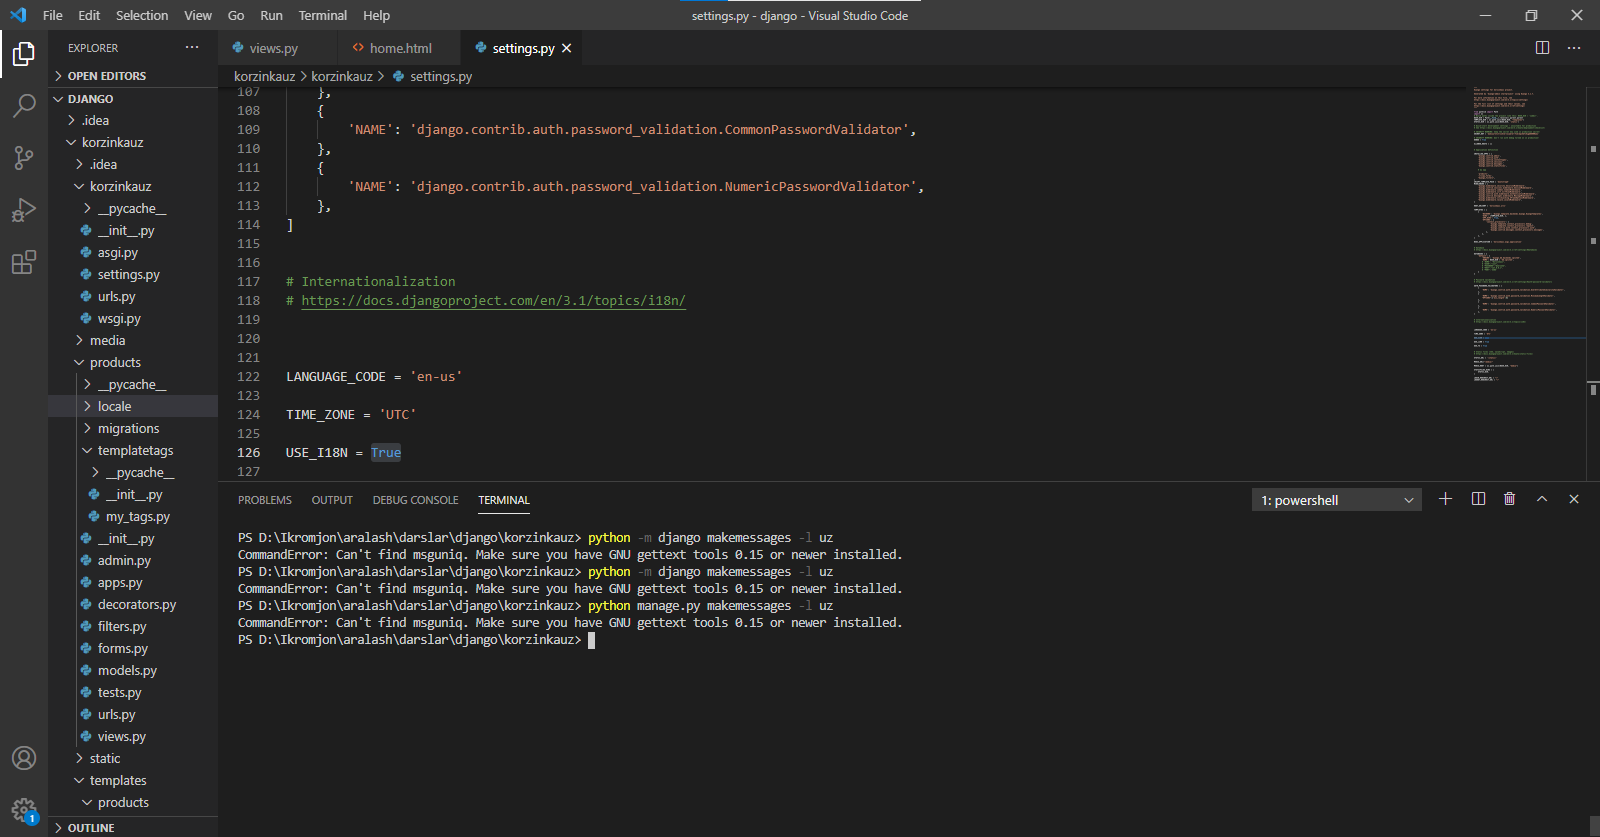 File Edit Selection View Go Run Terminal Help
settings.py - django - Visual Studio Code
EXPLORER
OPEN EDITORS
DJANGO
.idea
korzinkauz
.idea
korzinkauz
__pycache__
__init__.py
asgi.py
settings.py
urls.py
wsgi.py
media
products
__pycache__
locale
migrations
templatetags
__pycache__
__init__.py
my_tags.py
__init__.py
admin.py
apps.py
decorators.py
filters.py
forms.py
models.py
tests.py
urls.py
views.py
static
templates
products
OUTLINE
1
views.py home.html settings.py
korzinkauz > korzinkauz > settings.py
107 },
108 {
109 'NAME': 'django.contrib.auth.password_validation.CommonPasswordValidator',
110 },
111 {
112 'NAME': 'django.contrib.auth.password_validation.NumericPasswordValidator',
113 },
114 ]
115
116
117 # Internationalization
118 # https://docs.djangoproject.com/en/3.1/topics/i18n/
119
120
121
122 LANGUAGE_CODE = 'en-us'
123
124 TIME_ZONE = 'UTC'
125
126 USE_I18N = True
127
PROBLEMS OUTPUT DEBUG CONSOLE TERMINAL
1: powershell
PS D:\Ikromjon\aralash\darslar\django\korzinkauz> python -m django makemessages -l uz
CommandError: Can't find msguniq. Make sure you have GNU gettext tools 0.15 or newer installed.
PS D:\Ikromjon\aralash\darslar\django\korzinkauz> python -m django makemessages -l uz
CommandError: Can't find msguniq. Make sure you have GNU gettext tools 0.15 or newer installed.
PS D:\Ikromjon\aralash\darslar\django\korzinkauz> python manage.py makemessages -l uz
CommandError: Can't find msguniq. Make sure you have GNU gettext tools 0.15 or newer installed.
PS D:\Ikromjon\aralash\darslar\django\korzinkauz>